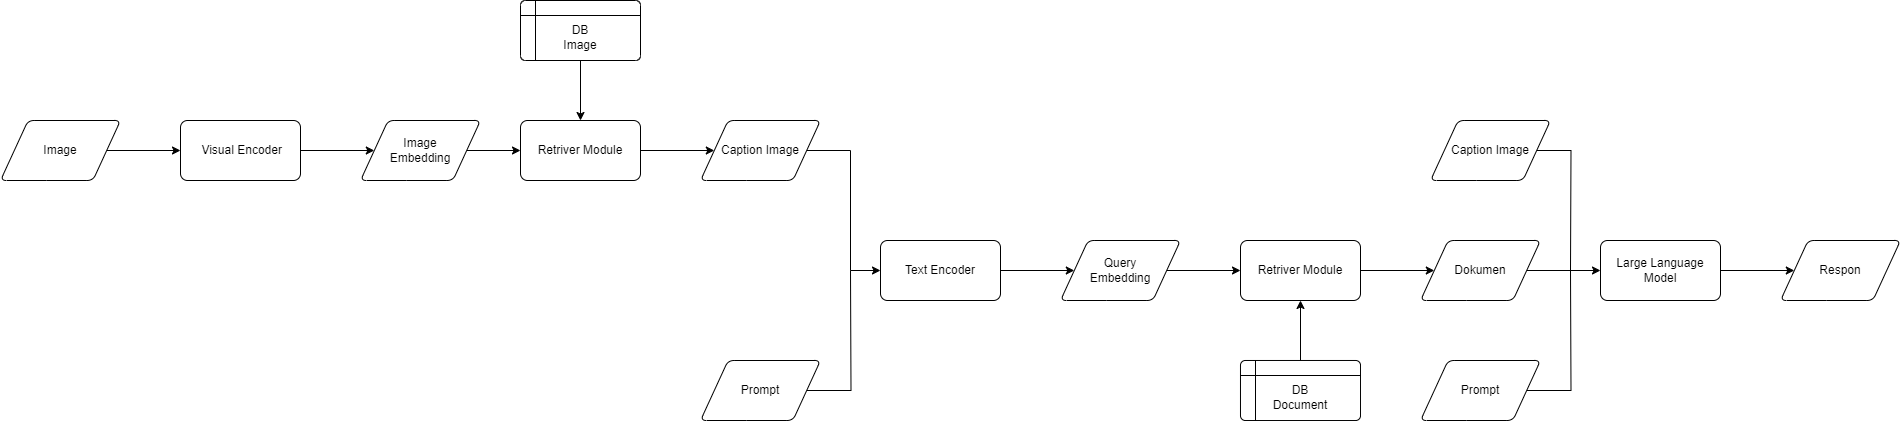 DB
Image
Image
Visual Encoder
Image
Embedding
Retriver Module
Caption Image
Caption Image
Text Encoder
Query
Embedding
Retriver Module
Dokumen
Large Language
Model
Respon
Prompt
DB
Document
Prompt